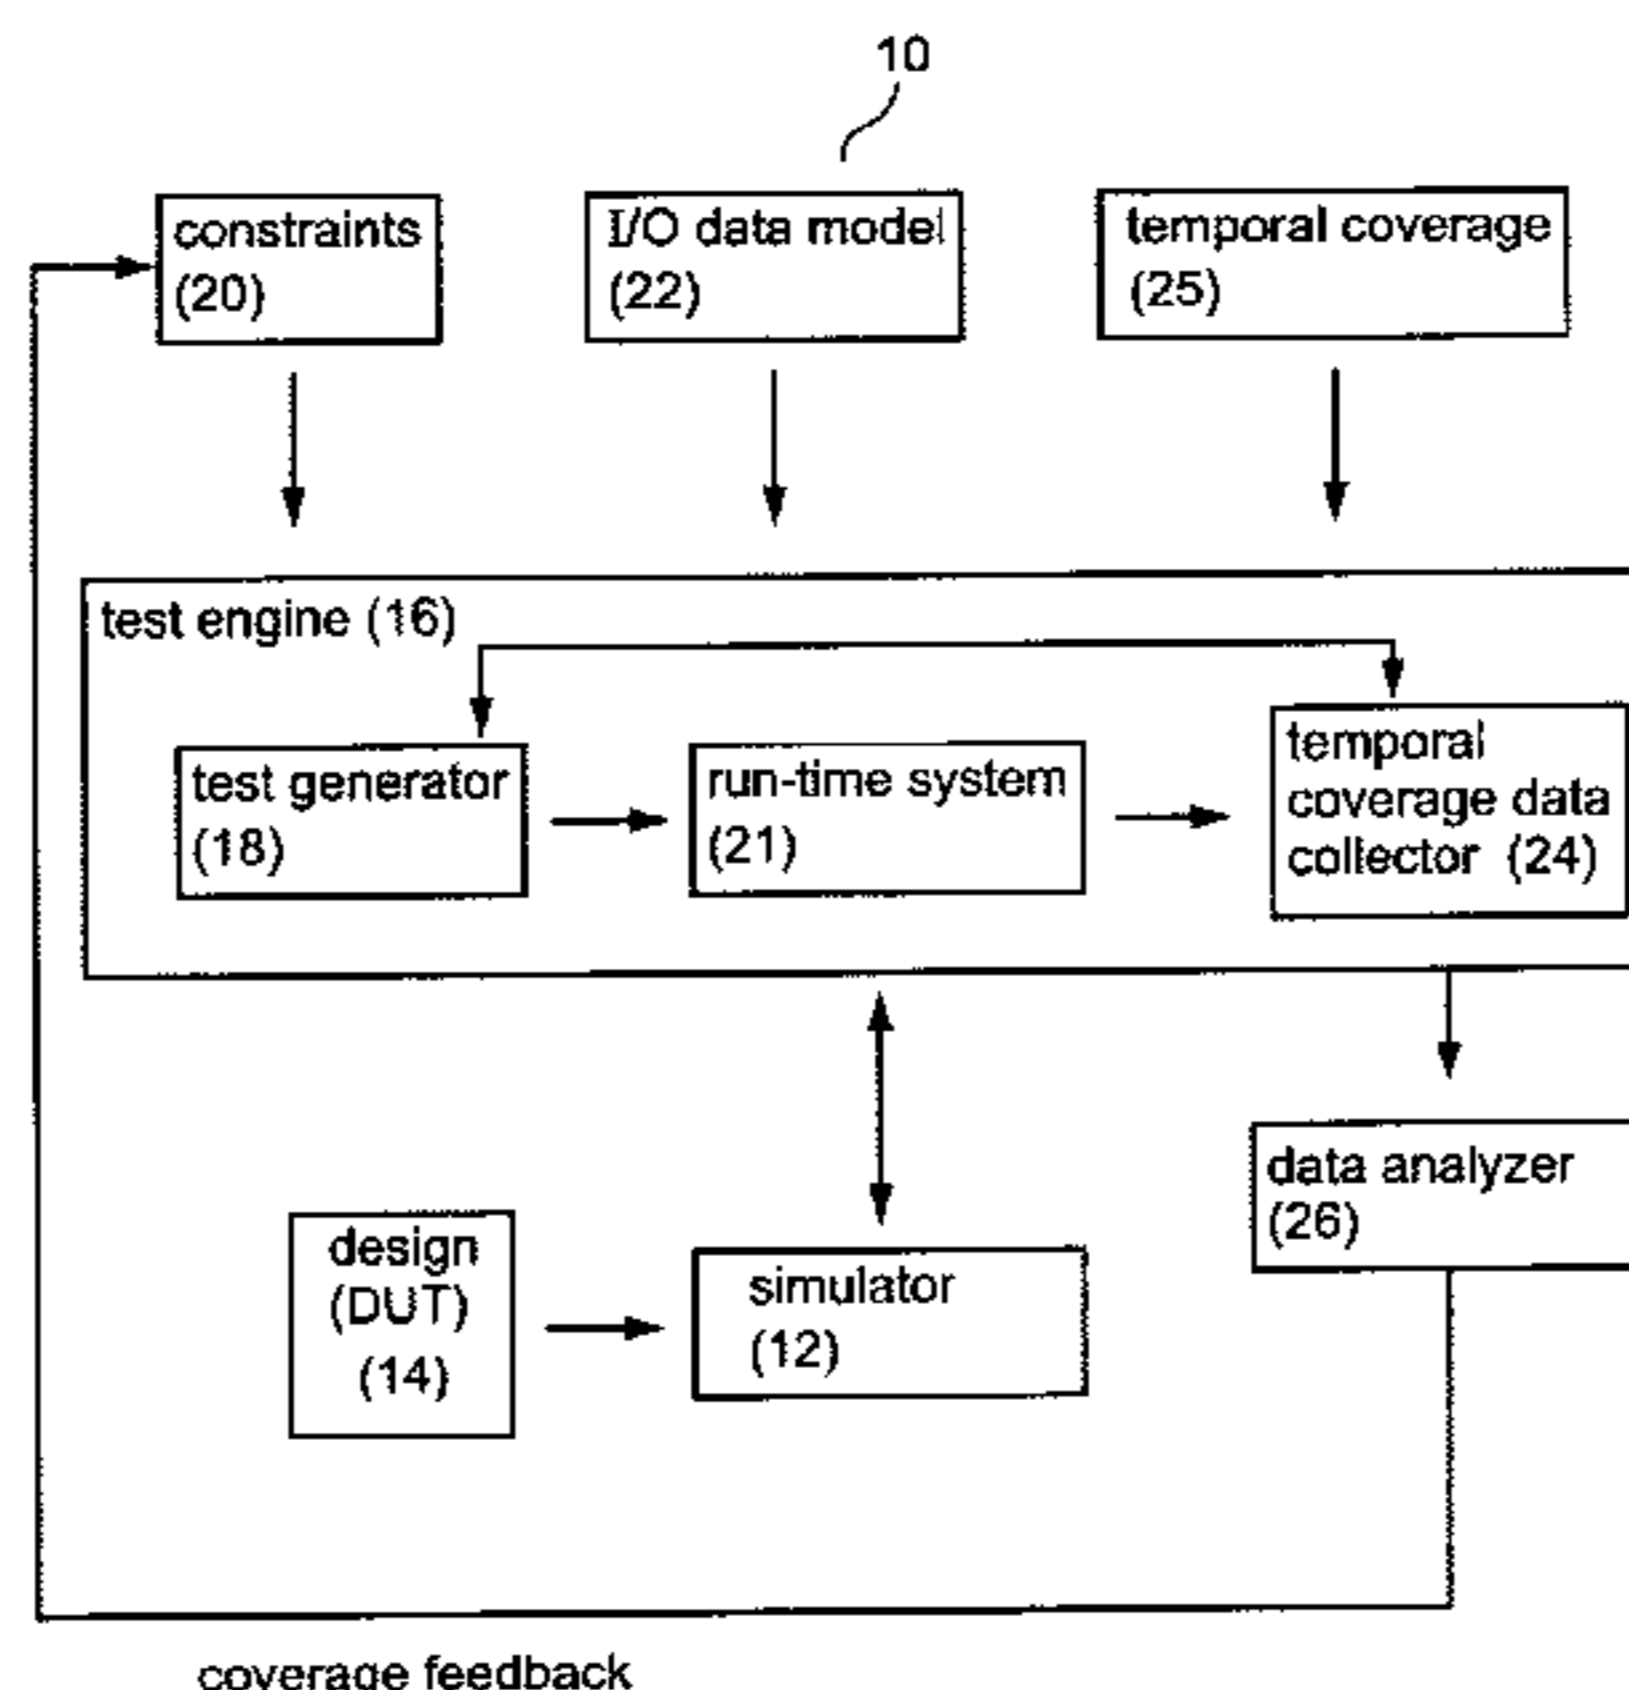 10
constraints
(20)
I/O data model
(22)
temporal coverage
(25)
test engine (16)
test generator
(18)
run-time system
(21)
temporal
coverage data
collector (24)
data analyzer
(26)
design
(DUT)
(14)
simulator
(12)
coverage feedback